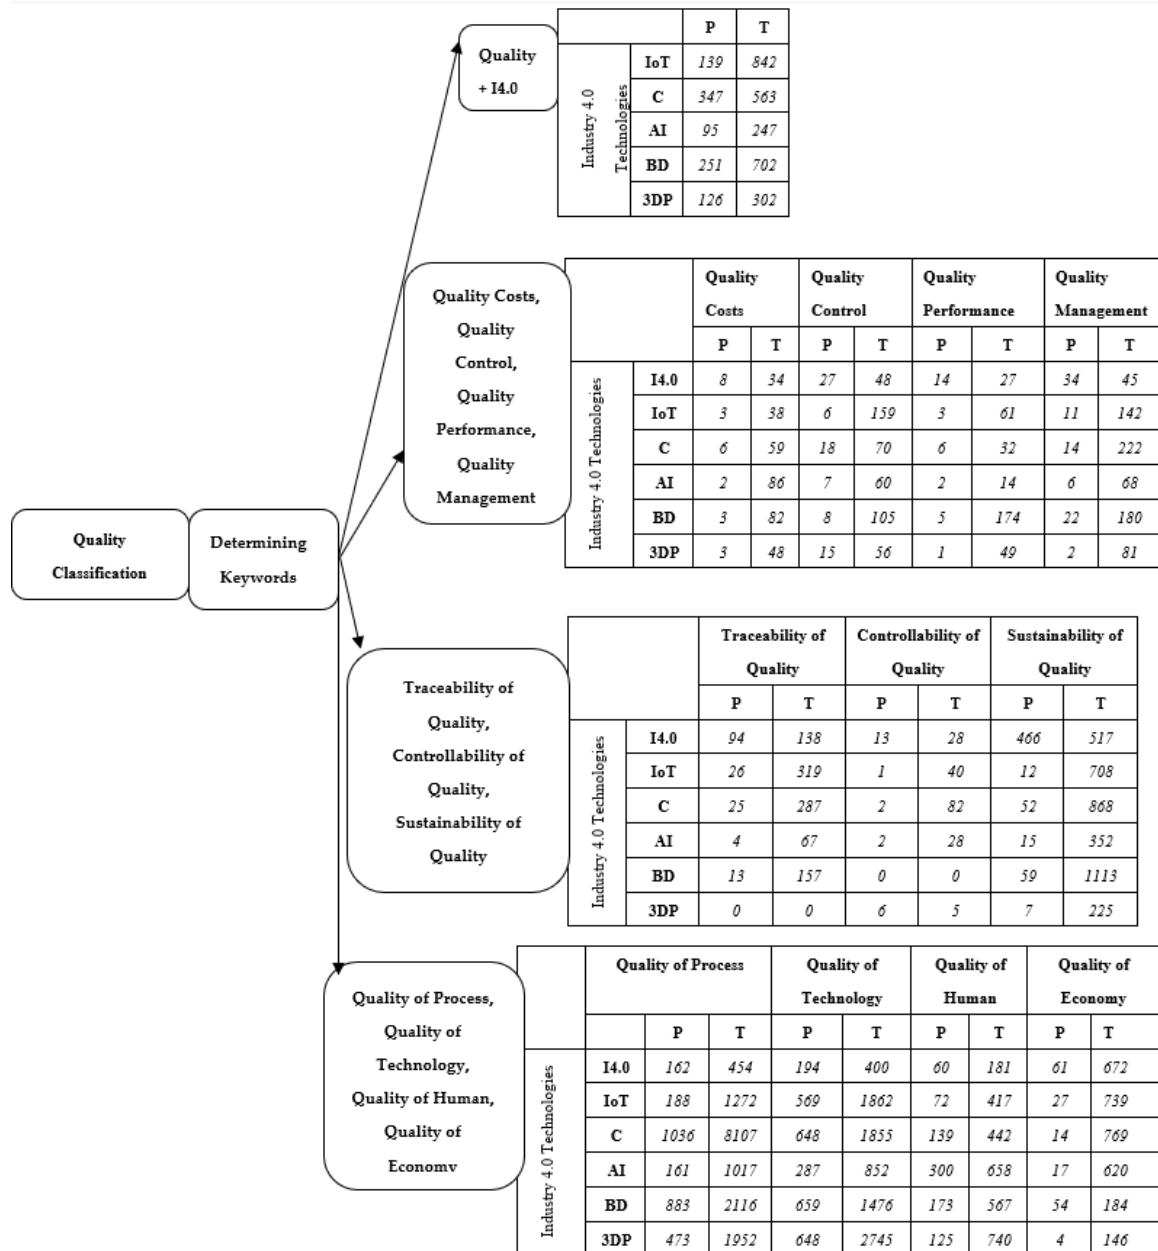 Quality
+ I4.0
P T
Industry 4.0
Technologies
IoT 139 842
C 347 563
AI 95 247
BD 251 702
3DP 126 302
Quality Costs,
Quality
Control,
Quality
Performance,
Quality
Management
Quality Quality Quality Quality
Costs Control Performance Management
P T P T P T P T
Industry 4.0 Technologies
I4.0 8 34 27 48 14 27 34 45
IoT 3 38 6 159 3 61 11 142
C 6 59 18 70 6 32 14 222
AI 2 86 7 60 2 14 6 68
BD 3 82 8 105 5 174 22 180
3DP 3 48 15 56 1 49 2 81
Quality
Classification
Determining
Keywords
Traceability of
Quality,
Controllability of
Quality,
Sustainability of
Quality
Traceability of Controllability of Sustainability of
Quality Quality Quality
P T P T P T
Industry 4.0 Technologies
I4.0 94 138 13 28 466 517
IoT 26 319 1 40 12 708
C 25 287 2 82 52 868
AI 4 67 2 28 15 352
BD 13 157 0 0 59 1113
3DP 0 0 6 5 7 225
Quality of Process,
Quality of
Technology,
Quality of Human,
Quality of
Economy
Quality of Process Quality of Quality of Quality of
Technology Human Economy
P T P T P T P T
Industry 4.0 Technologies
I4.0 162 454 194 400 60 181 61 672
IoT 188 1272 569 1862 72 417 27 739
C 1036 8107 648 1855 139 442 14 769
AI 161 1017 287 852 300 658 17 620
BD 883 2116 659 1476 173 567 54 184
3DP 473 1952 648 2745 125 740 4 146